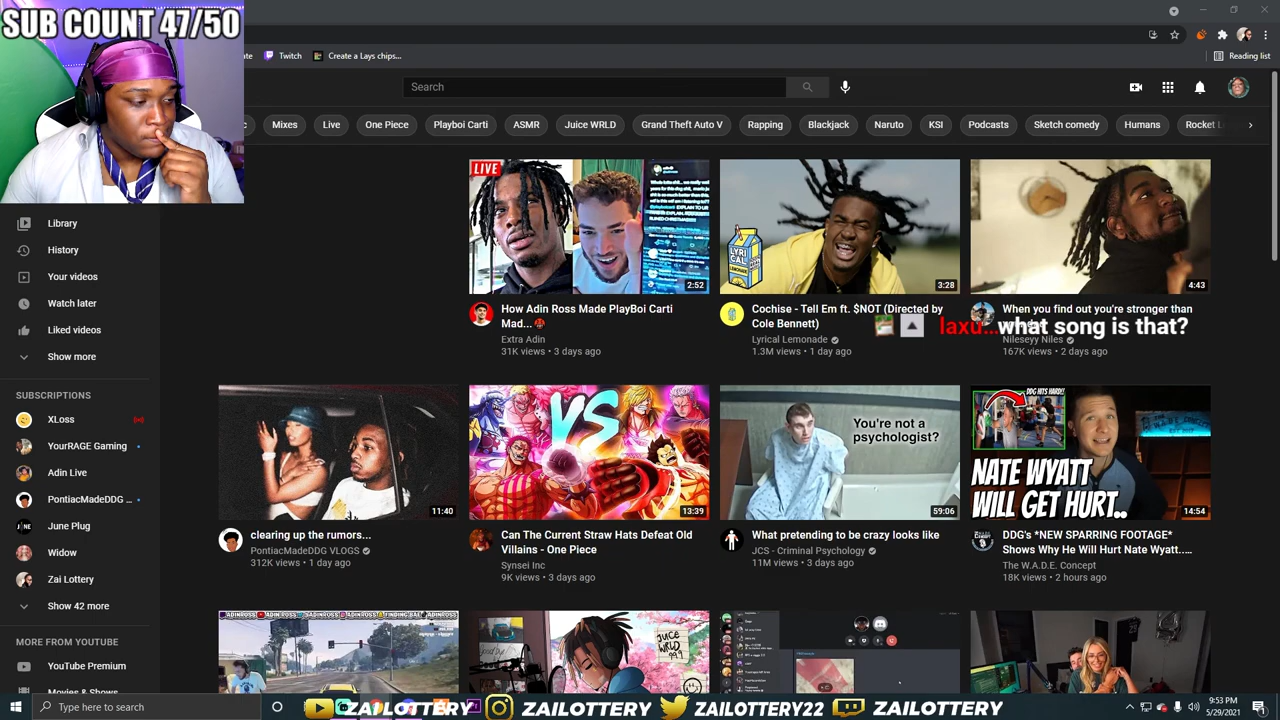 SUB COUNT 47/50
Twitch
Create a Lays chips...
Reading list
Search
Mixes
Live
One Piece
Playboi Carti
ASMR
Juice WRLD
Grand Theft Auto V
Rapping
Blackjack
Naruto
KSI
Podcasts
Sketch comedy
Humans
Library
History
Your videos
Watch later
Liked videos
Show more
SUBSCRIPTIONS
XLoss
YourRAGE Gaming
Adin Live
PontiacMadeDDG ...
June Plug
Widow
Zai Lottery
Show 42 more
MORE FROM YOUTUBE
YouTube Premium
Movies & Shows
LIVE
2:52
How Adin Ross Made PlayBoi Carti
Mad...
Extra Adin
31K views • 3 days ago
LYRICAL
LEMONADE
3:28
Cochise - Tell Em ft. $NOT (Directed by
Cole Bennett)
Lyrical Lemonade
1.3M views • 1 day ago
4:43
When you find out you're stronger than
laxu...what song is that?
Nileseyy Niles
167K views • 2 days ago
11:40
clearing up the rumors...
PontiacMadeDDG VLOGS
312K views • 1 day ago
VS
13:39
Can The Current Straw Hats Defeat Old
Villains - One Piece
Synsei Inc
9K views • 3 days ago
You're not a
psychologist?
59:06
What pretending to be crazy looks like
JCS - Criminal Psychology
11M views • 3 days ago
DDG HITS HARD!!
NATE WYATT
WILL GET HURT..
14:54
DDG's *NEW SPARRING FOOTAGE*
Shows Why He Will Hurt Nate Wyatt....
The W.A.D.E. Concept
18K views • 2 hours ago
JUICE
WRLD
999
Type here to search
ZAILOTTERY
ZAILOTTERY
ZAILOTTERY22
ZAILOTTERY
9:53 PM
5/29/2021